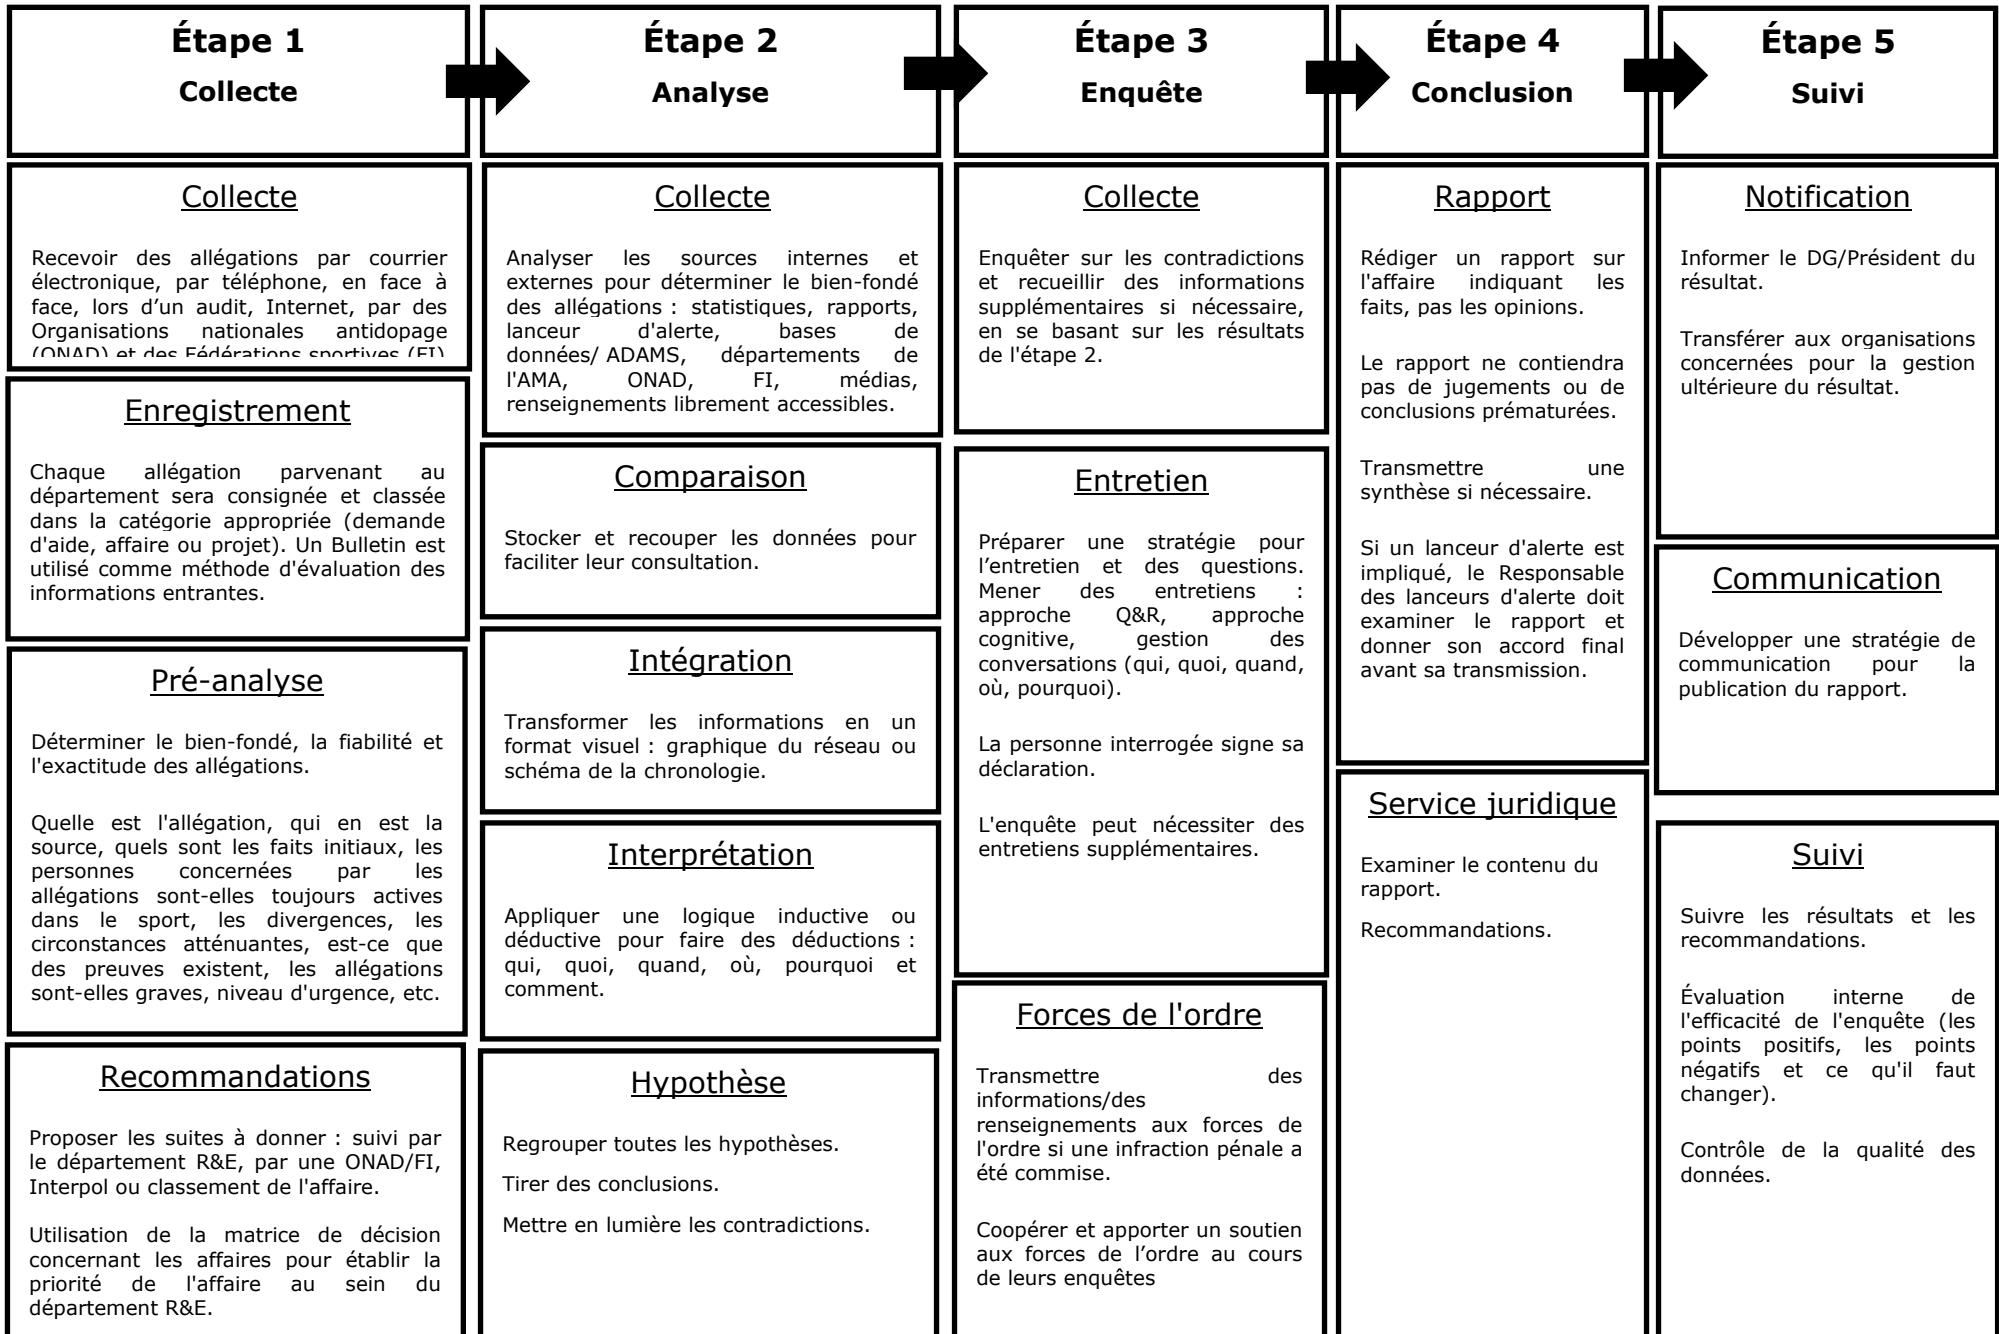 Étape 1
Collecte
Étape 2
Analyse
Étape 3
Enquête
Étape 4
Conclusion
Étape 5
Suivi
Collecte
Recevoir des allégations par courrier
électronique, par téléphone, en face à
face, lors d’un audit, Internet, par des
Organisations nationales antidopage
(ONAD) et des Fédérations sportives (FI)
Enregistrement
Chaque allégation parvenant au
département sera consignée et classée
dans la catégorie appropriée (demande
d'aide, affaire ou projet). Un Bulletin est
utilisé comme méthode d'évaluation des
informations entrantes.
Pré-analyse
Déterminer le bien-fondé, la fiabilité et
l'exactitude des allégations.
Quelle est l'allégation, qui en est la
source, quels sont les faits initiaux, les
personnes concernées par les
allégations sont-elles toujours actives
dans le sport, les divergences, les
circonstances atténuantes, est-ce que
des preuves existent, les allégations
sont-elles graves, niveau d'urgence, etc.
Recommandations
Proposer les suites à donner : suivi par
le département R&E, par une ONAD/FI,
Interpol ou classement de l'affaire.
Utilisation de la matrice de décision
concernant les affaires pour établir la
priorité de l'affaire au sein du
département R&E.
Collecte
Analyser les sources internes et
externes pour déterminer le bien-fondé
des allégations : statistiques, rapports,
lanceur d'alerte, bases de
données/ ADAMS, départements de
l'AMA, ONAD, FI, médias,
renseignements librement accessibles.
Comparaison
Stocker et recouper les données pour
faciliter leur consultation.
Intégration
Transformer les informations en un
format visuel : graphique du réseau ou
schéma de la chronologie.
Interprétation
Appliquer une logique inductive ou
déductive pour faire des déductions :
qui, quoi, quand, où, pourquoi et
comment.
Hypothèse
Regrouper toutes les hypothèses.
Tirer des conclusions.
Mettre en lumière les contradictions.
Collecte
Enquêter sur les contradictions
et recueillir des informations
supplémentaires si nécessaire,
en se basant sur les résultats
de l'étape 2.
Entretien
Préparer une stratégie pour
l’entretien et des questions.
Mener des entretiens :
approche Q&R, approche
cognitive, gestion des
conversations (qui, quoi, quand,
où, pourquoi).
La personne interrogée signe sa
déclaration.
L'enquête peut nécessiter des
entretiens supplémentaires.
Forces de l'ordre
Transmettre des
informations/des
renseignements aux forces de
l'ordre si une infraction pénale a
été commise.
Coopérer et apporter un soutien
aux forces de l’ordre au cours
de leurs enquêtes
Rapport
Rédiger un rapport sur
l'affaire indiquant les
faits, pas les opinions.
Le rapport ne contiendra
pas de jugements ou de
conclusions prématurées.
Transmettre une
synthèse si nécessaire.
Si un lanceur d'alerte est
impliqué, le Responsable
des lanceurs d'alerte doit
examiner le rapport et
donner son accord final
avant sa transmission.
Service juridique
Examiner le contenu du
rapport.
Recommandations.
Notification
Informer le DG/Président du
résultat.
Transférer aux organisations
concernées pour la gestion
ultérieure du résultat.
Communication
Développer une stratégie de
communication pour la
publication du rapport.
Suivi
Suivre les résultats et les
recommandations.
Évaluation interne de
l'efficacité de l'enquête (les
points positifs, les points
négatifs et ce qu'il faut
changer).
Contrôle de la qualité des
données.